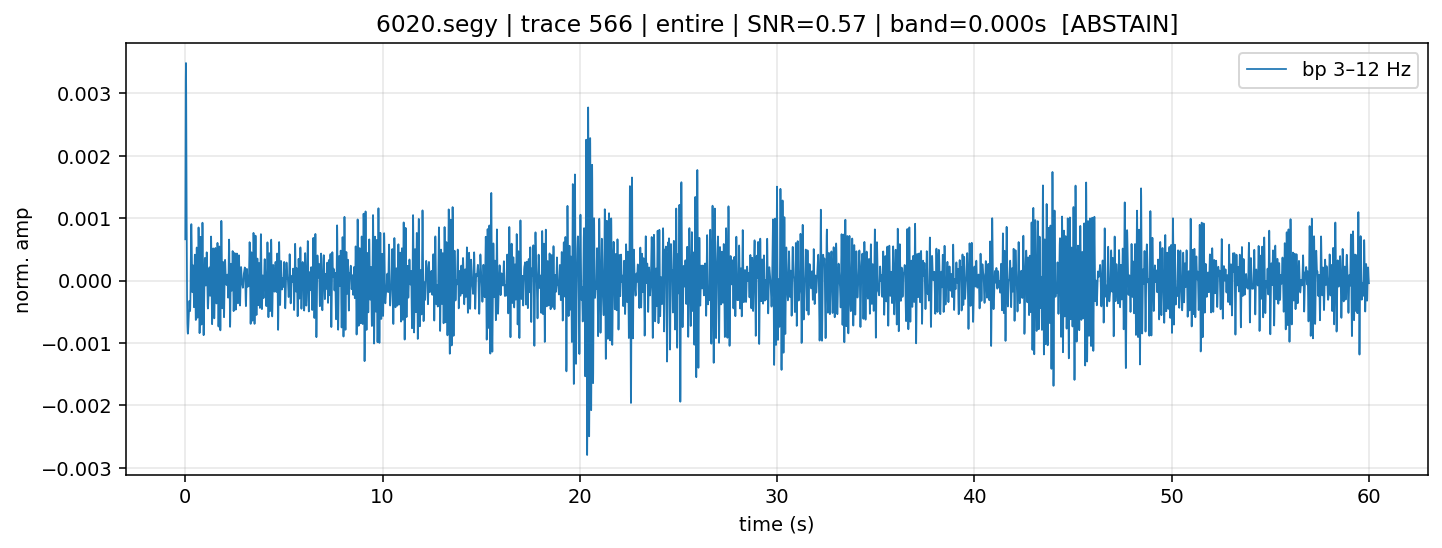 6020.segy | trace 566 | entire | SNR=0.57 | band=0.000s  [ABSTAIN]
bp 3–12 Hz
norm. amp
0.003
0.002
0.001
0.000
−0.001
−0.002
−0.003
0 10 20 30 40 50 60
time (s)